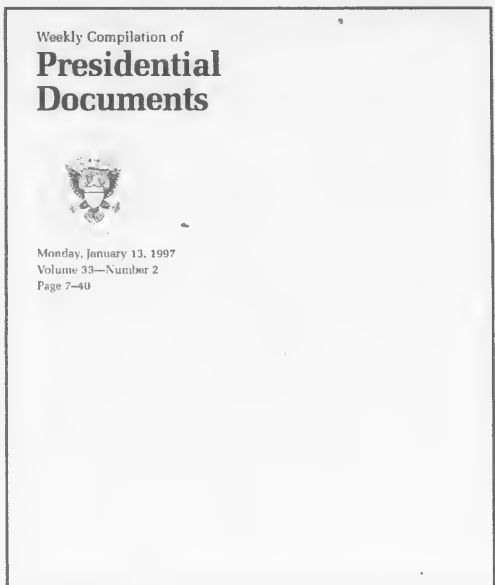 Weekly Compilation of
Presidential
Documents
Monday, January 13, 1997
Volume 33—Number 2
Page 7–40